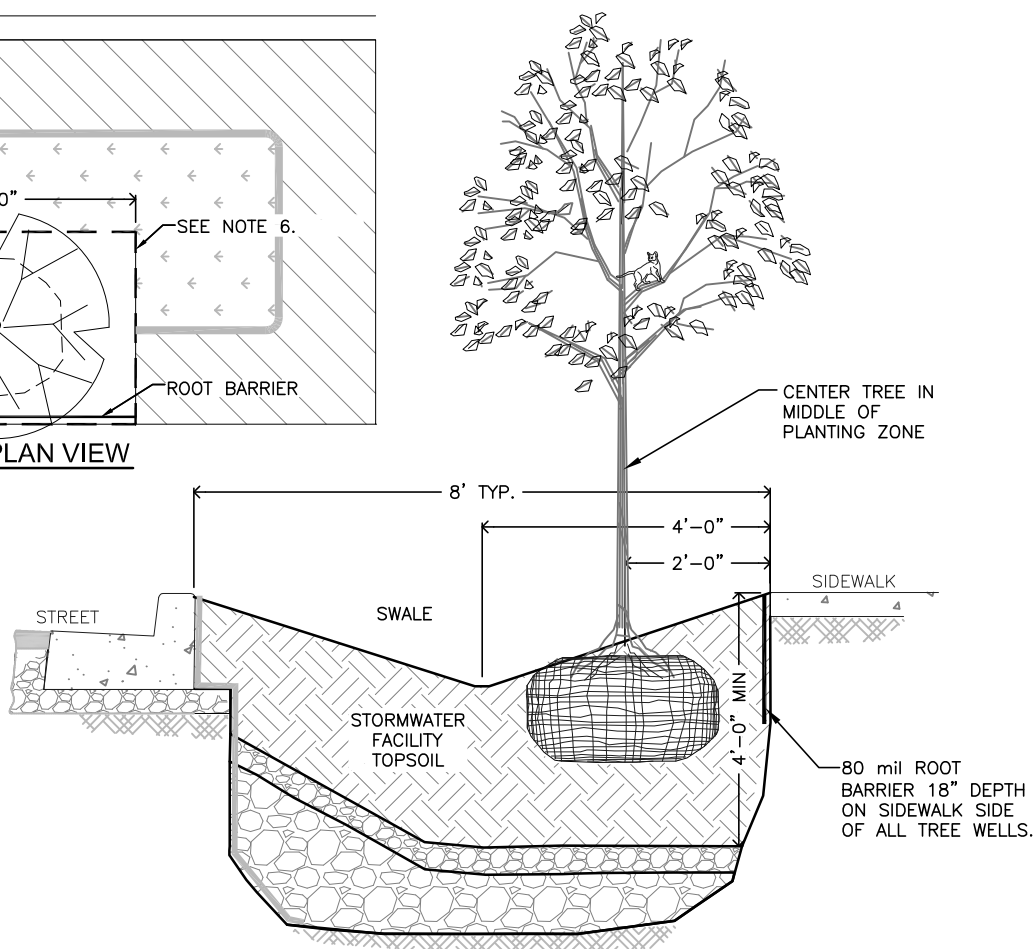 0"
SEE NOTE 6.
ROOT BARRIER
PLAN VIEW
CENTER TREE IN
MIDDLE OF
PLANTING ZONE
8' TYP.
4'-0"
2'-0"
SIDEWALK
STREET
SWALE
STORMWATER
FACILITY
TOPSOIL
4'-0" MIN
80 mil ROOT
BARRIER 18" DEPTH
ON SIDEWALK SIDE
OF ALL TREE WELLS.